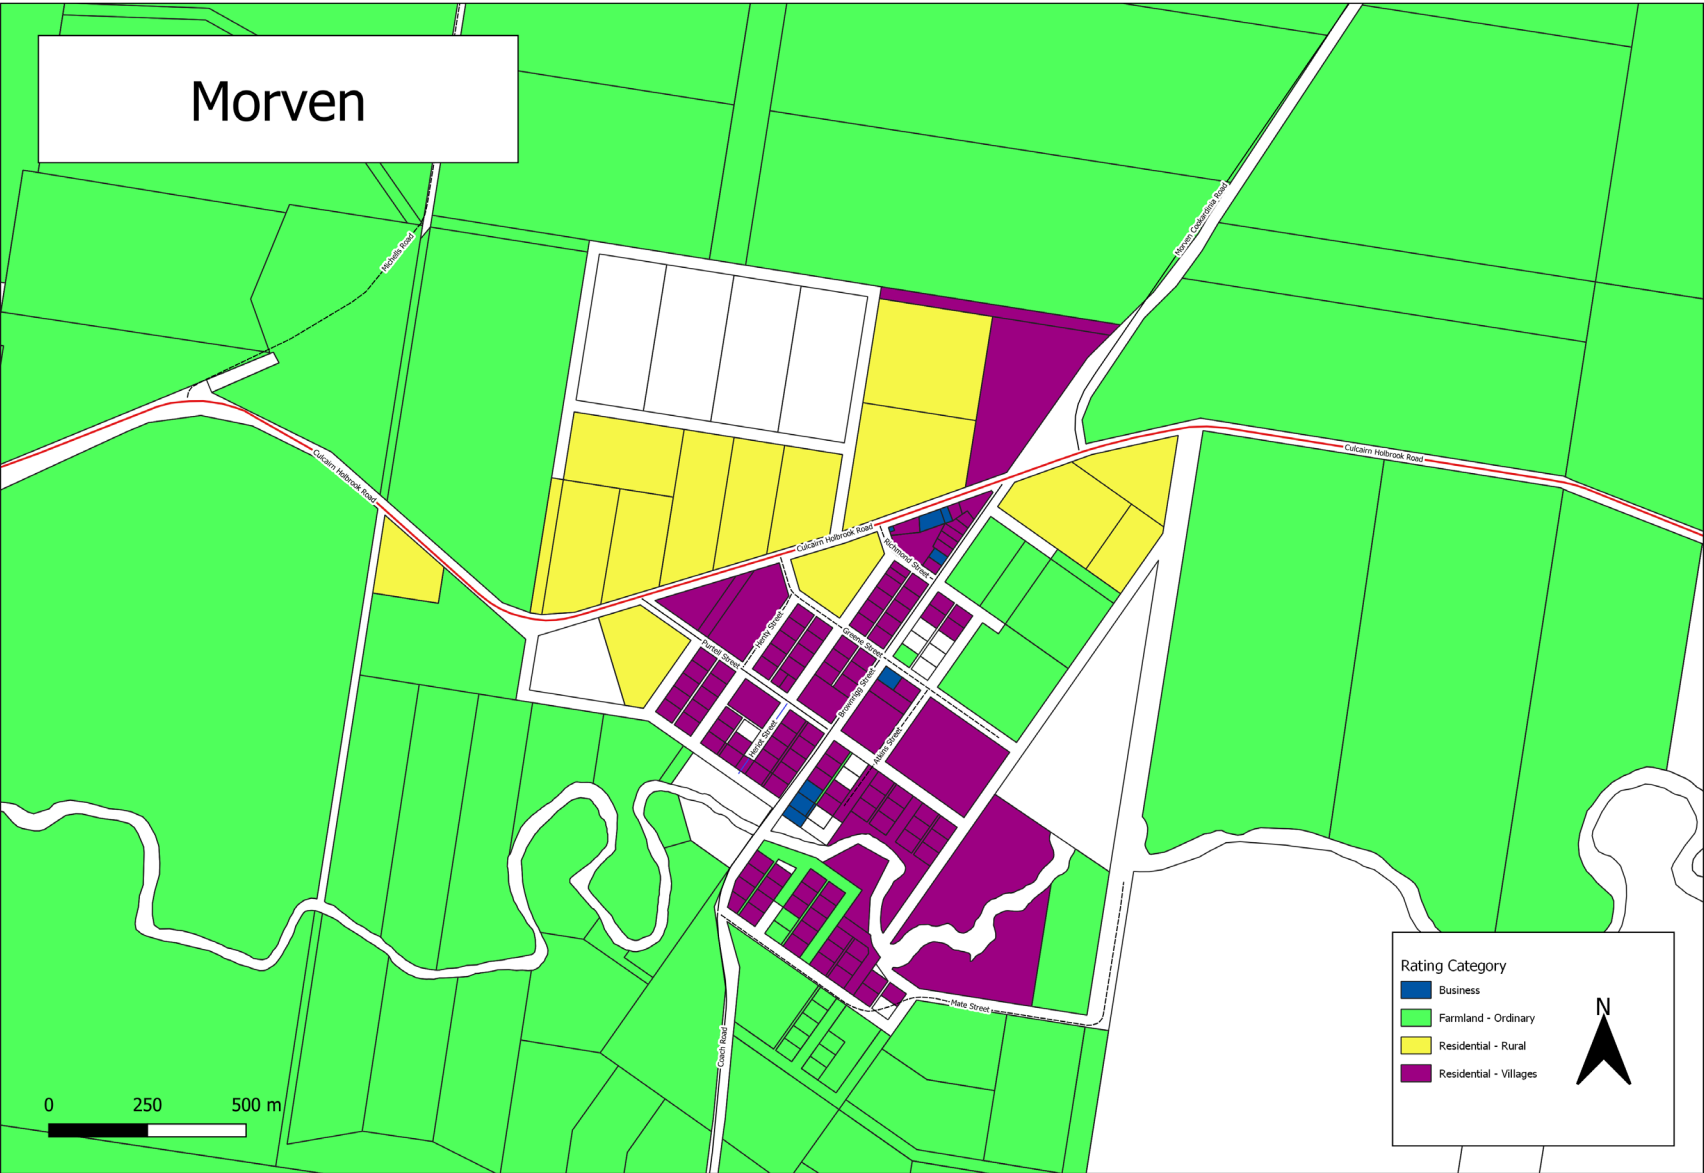 Morven
Michells Road
Morven Cookardinia Road
Culcairn Holbrook Road
Culcairn Holbrook Road
Culcairn Holbrook Road
Richmond Street
Henty Street
Greene Street
Purtell Street
Brownrigg Street
Heriot Street
Atkins Street
Mate Street
Coach Road
Rating Category
Business
Farmland - Ordinary
Residential - Rural
Residential - Villages
N
0 250 500 m